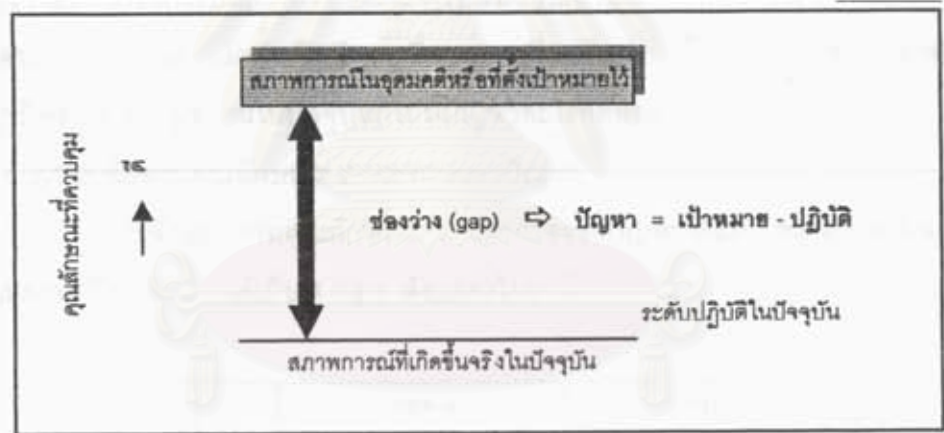 สภาพการณ์ในอุดมคติหรือที่ตั้งเป้าหมายไว้
คุณลักษณะที่ควบคุม
ช่องว่าง (gap) ⇨ ปัญหา = เป้าหมาย - ปฏิบัติ
ระดับปฏิบัติในปัจจุบัน
สภาพการณ์ที่เกิดขึ้นจริงในปัจจุบัน